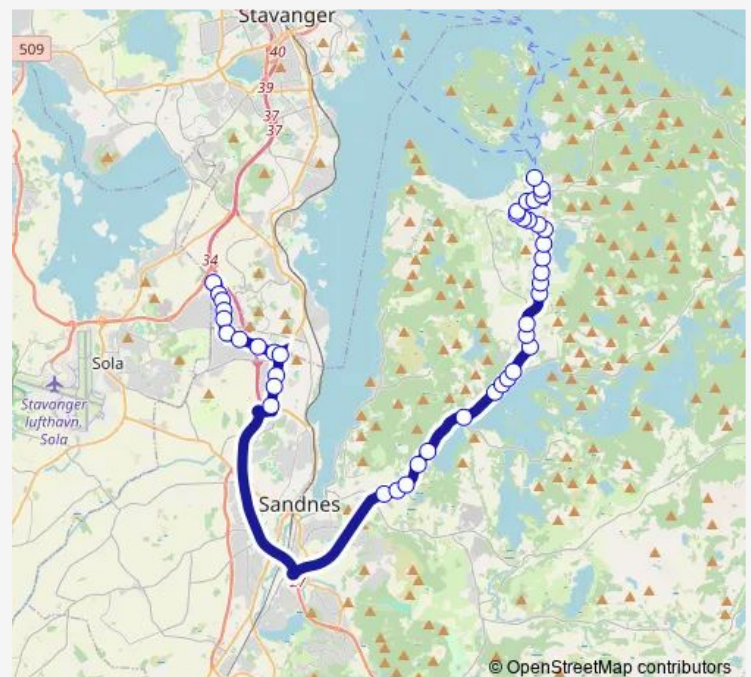 Stavanger
509
40
39
37
37
34
Sola
Stavanger
lufthavn.
Sola
Sandnes
© OpenStreetMap contributors